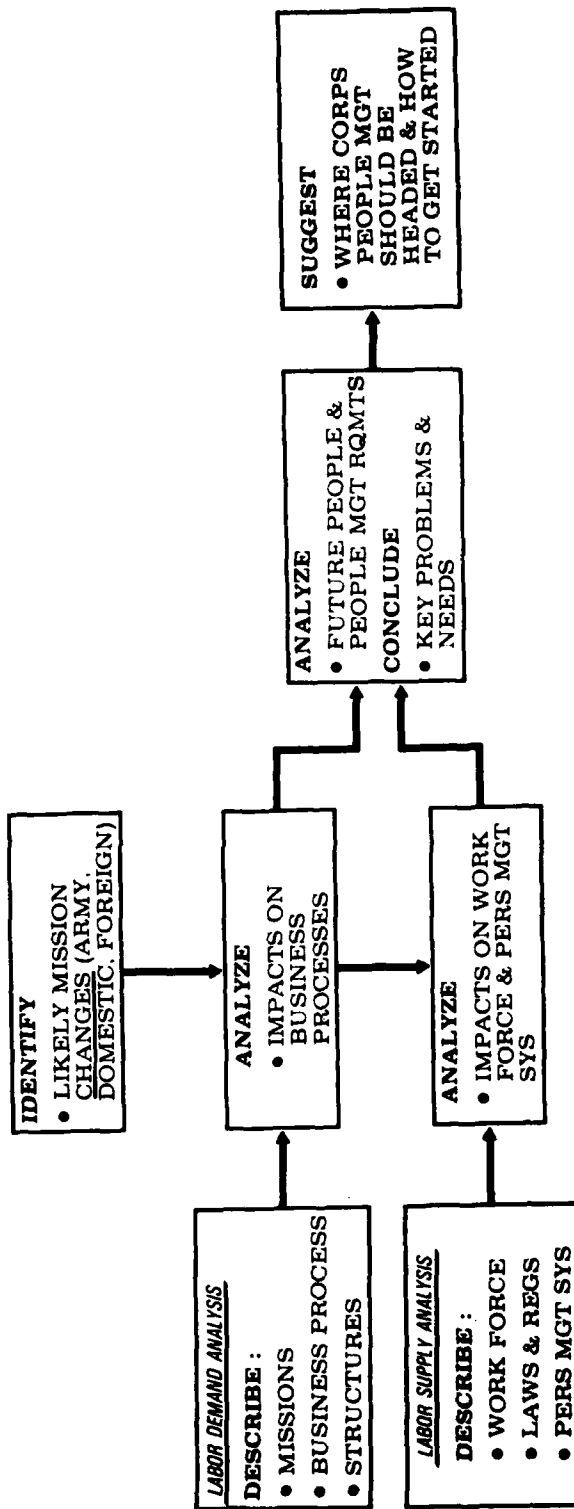 IDENTIFY
• LIKELY MISSION
CHANGES (ARMY,
DOMESTIC, FOREIGN)
LABOR DEMAND ANALYSIS
DESCRIBE :
• MISSIONS
• BUSINESS PROCESS
• STRUCTURES
ANALYZE
• IMPACTS ON
BUSINESS
PROCESSES
LABOR SUPPLY ANALYSIS
DESCRIBE :
• WORK FORCE
• LAWS & REGS
• PERS MGT SYS
ANALYZE
• IMPACTS ON WORK
FORCE & PERS MGT
SYS
ANALYZE
• FUTURE PEOPLE &
PEOPLE MGT RQMTS
CONCLUDE
• KEY PROBLEMS &
NEEDS
SUGGEST
• WHERE CORPS
PEOPLE MGT
SHOULD BE
HEADED & HOW
TO GET STARTED